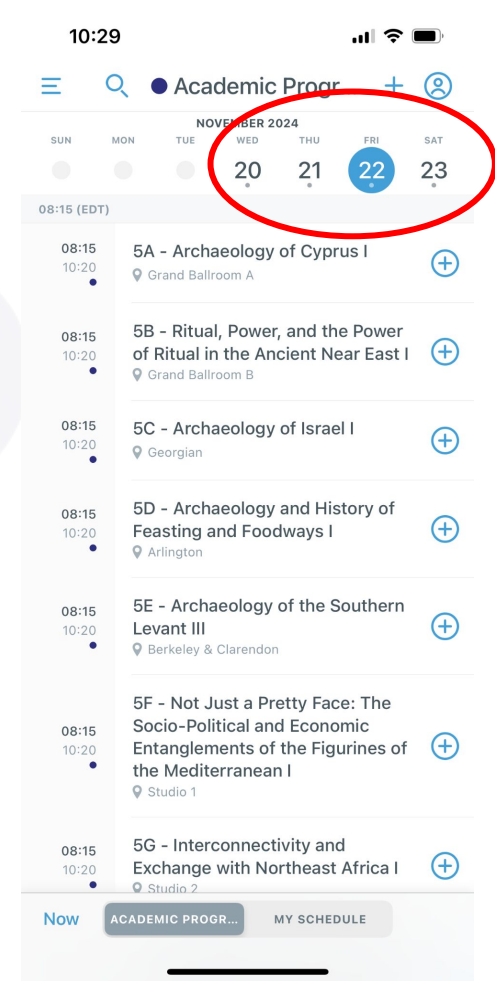 10:29
Academic Progr
NOVEMBER 2024
SUN MON TUE WED THU FRI SAT
20 21 22 23
08:15 (EDT)
08:15
10:20
5A - Archaeology of Cyprus I
Grand Ballroom A
08:15
10:20
5B - Ritual, Power, and the Power
of Ritual in the Ancient Near East I
Grand Ballroom B
08:15
10:20
5C - Archaeology of Israel I
Georgian
08:15
10:20
5D - Archaeology and History of
Feasting and Foodways I
Arlington
08:15
10:20
5E - Archaeology of the Southern
Levant III
Berkeley & Clarendon
08:15
10:20
5F - Not Just a Pretty Face: The
Socio-Political and Economic
Entanglements of the Figurines of
the Mediterranean I
Studio 1
08:15
10:20
5G - Interconnectivity and
Exchange with Northeast Africa I
Studio 2
Now
ACADEMIC PROGR...
MY SCHEDULE